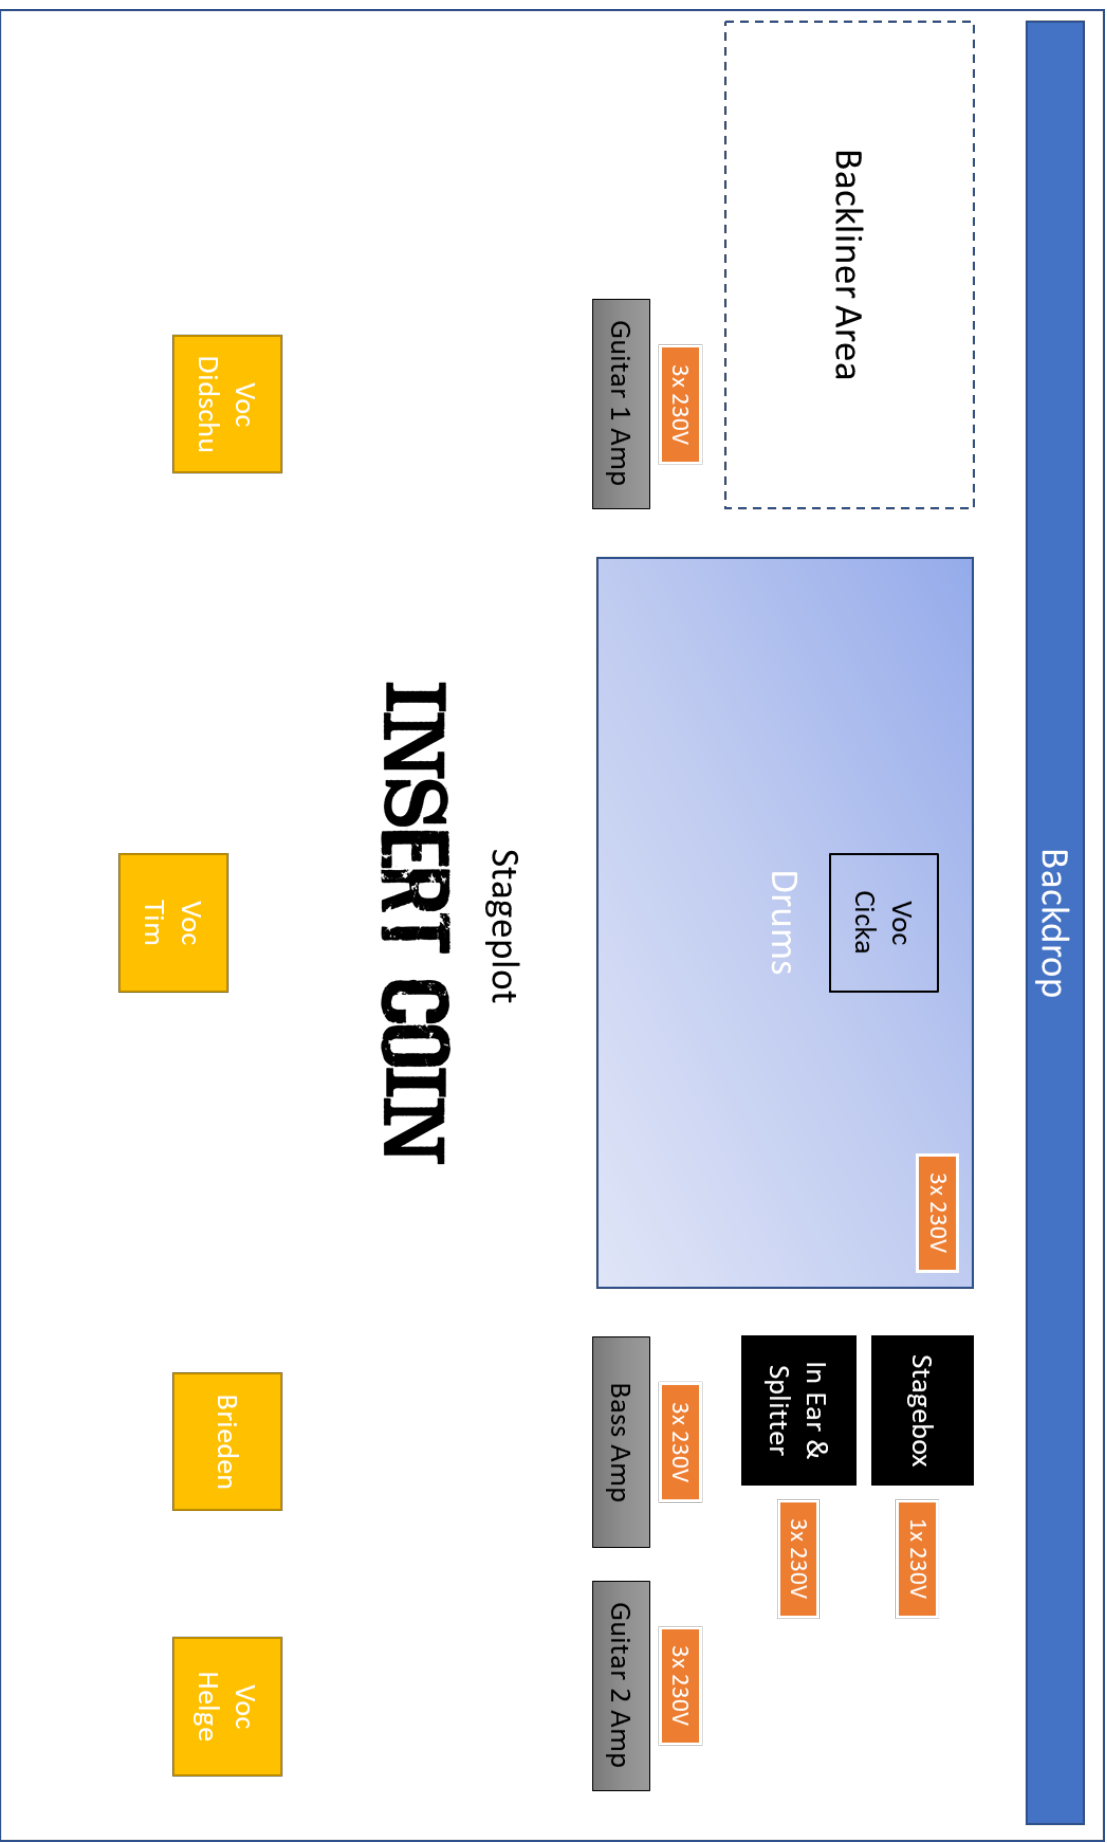 Backdrop
Backliner Area
Voc
Cicka
Drums
3x 230V
Stagebox
1x 230V
In Ear &
Splitter
3x 230V
3x 230V
Guitar 1 Amp
3x 230V
Bass Amp
3x 230V
Guitar 2 Amp
Stageplot
INSERT COIN
Voc
Didschu
Voc
Tim
Brieden
Voc
Helge